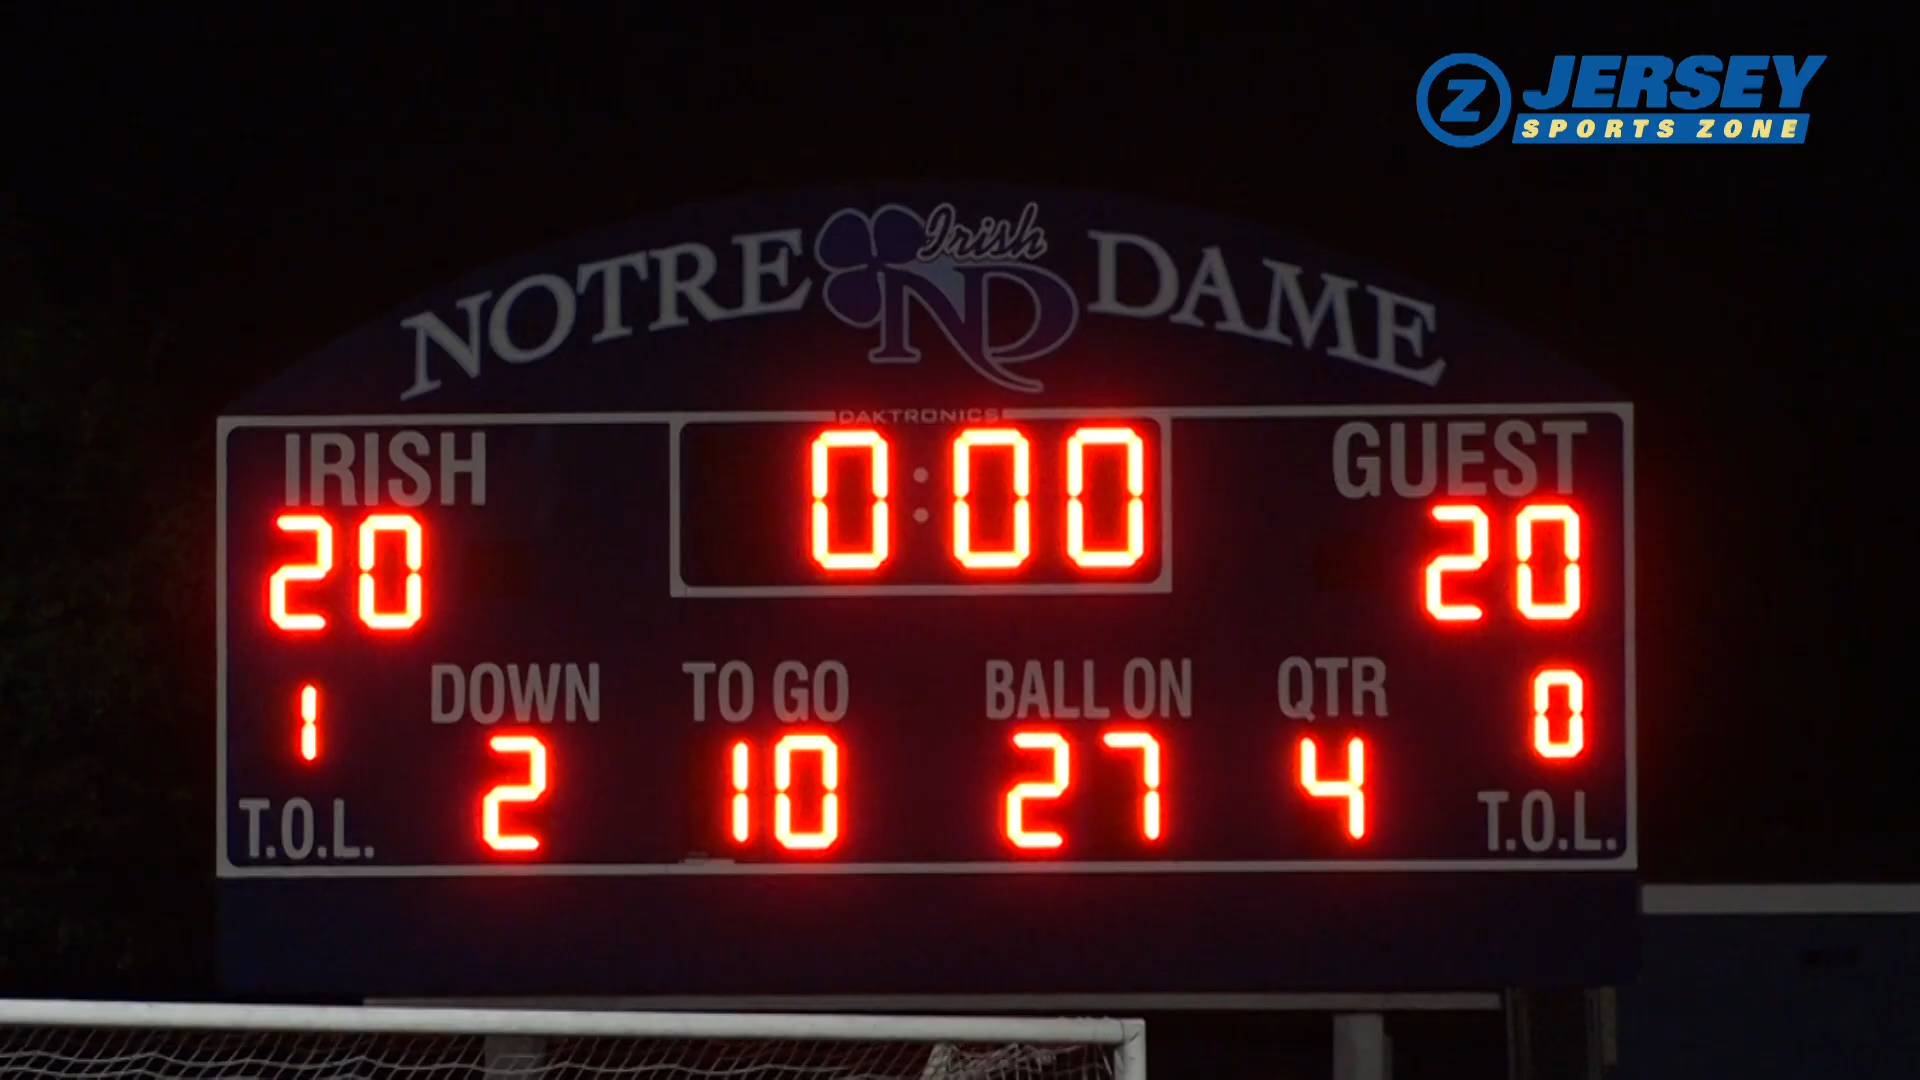 Z JERSEY
SPORTS ZONE
NOTRE Irish ND DAME
DAKTRONICS
IRISH 0:00 GUEST
20 20
DOWN TO GO BALL ON QTR
1 2 10 27 4 0
T.O.L. T.O.L.